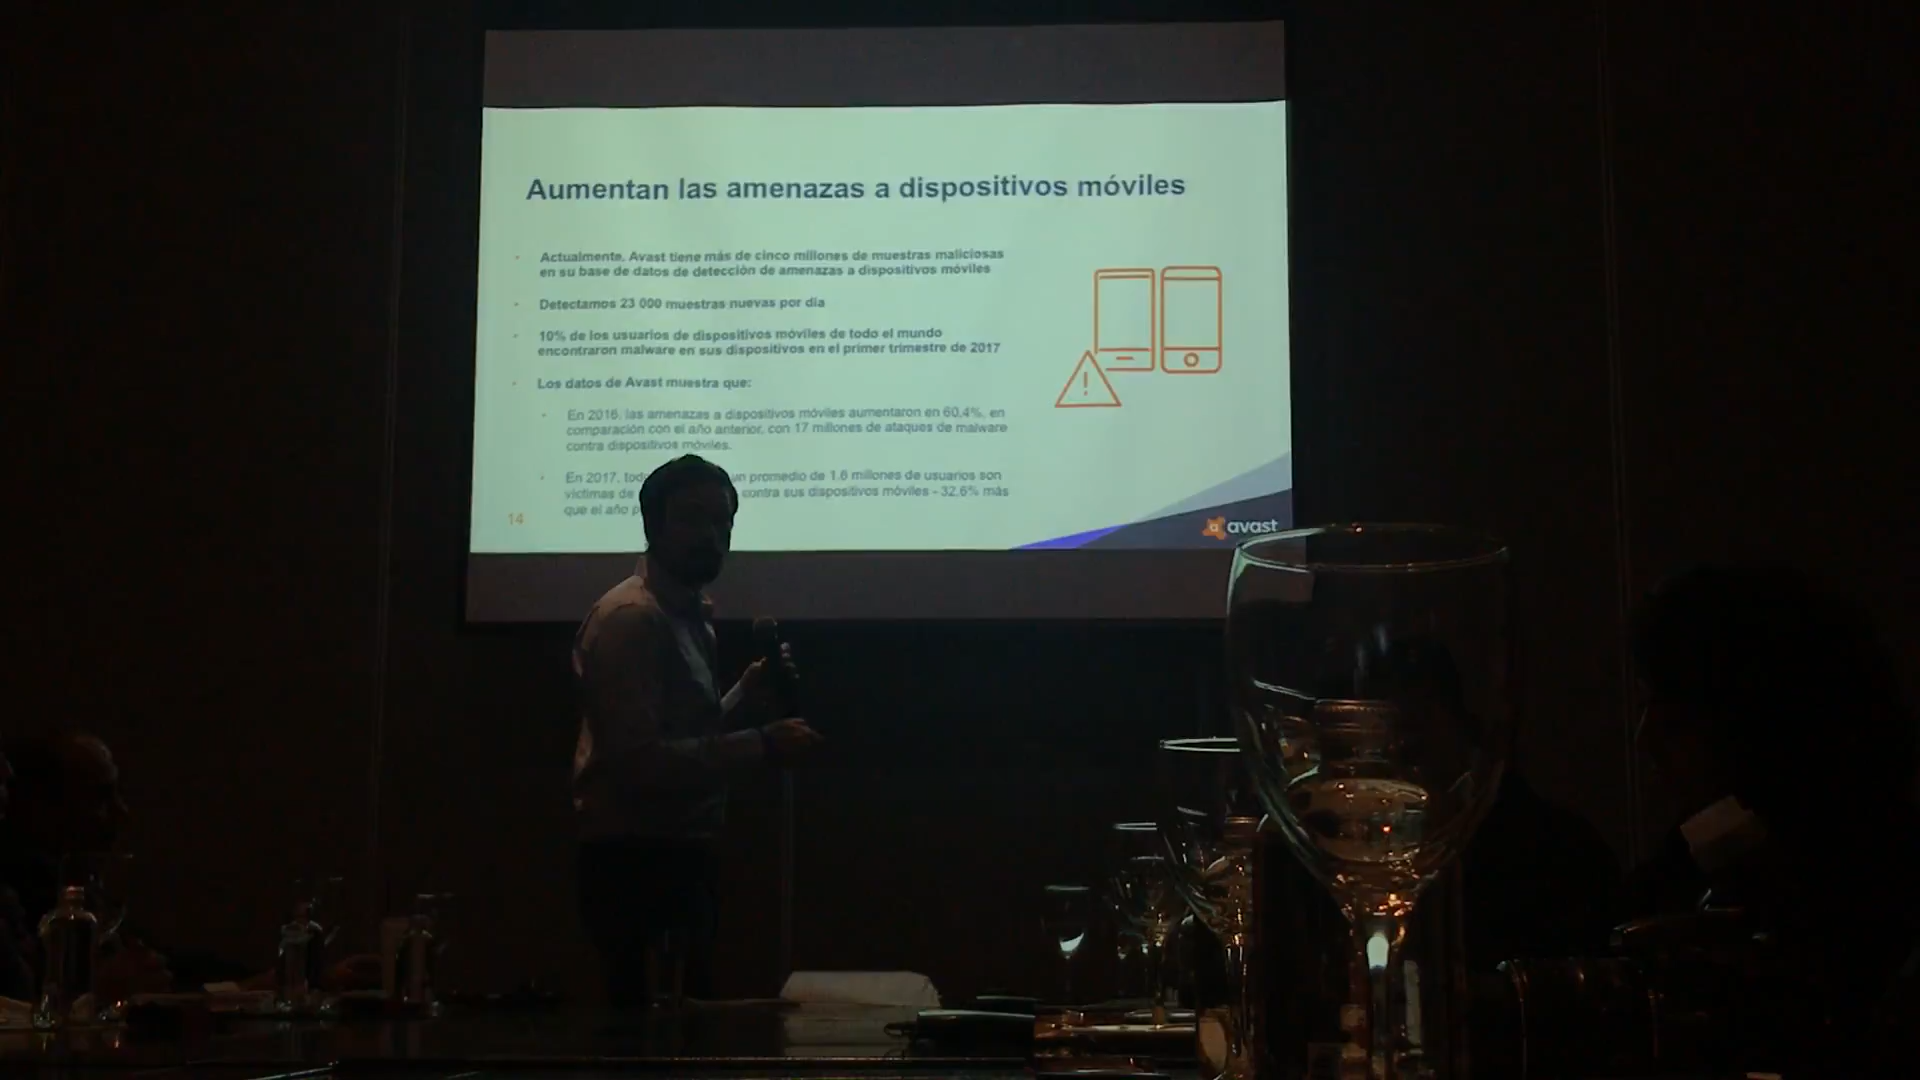 Aumentan las amenazas a dispositivos móviles
Actualmente, Avast tiene más de cinco millones de muestras maliciosas
en su base de datos de detección de amenazas a dispositivos móviles
Detectamos 23 000 muestras nuevas por día
10% de los usuarios de dispositivos móviles de todo el mundo
encontraron malware en sus dispositivos en el primer trimestre de 2017
Los datos de Avast muestra que:
En 2016, las amenazas a dispositivos móviles aumentaron en 60,4%, en
comparación con el año anterior, con 17 millones de ataques de malware
contra dispositivos móviles.
En 2017, un promedio de 1.6 millones de usuarios son
víctimas de contra sus dispositivos móviles - 32,6% más
que el año
14
avast